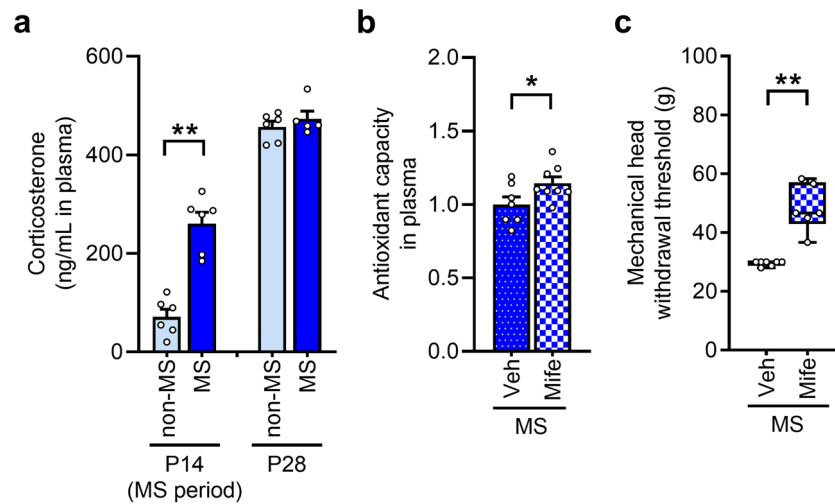 a
Corticosterone
(ng/mL in plasma)
600
400
200
0
**
non-MS
MS
non-MS
MS
P14
(MS period)
P28
b
Antioxidant capacity
in plasma
2.0
1.5
1.0
0.5
0.0
*
Veh
Mife
MS
c
Mechanical head
withdrawal threshold (g)
100
80
60
40
20
0
**
Veh
Mife
MS